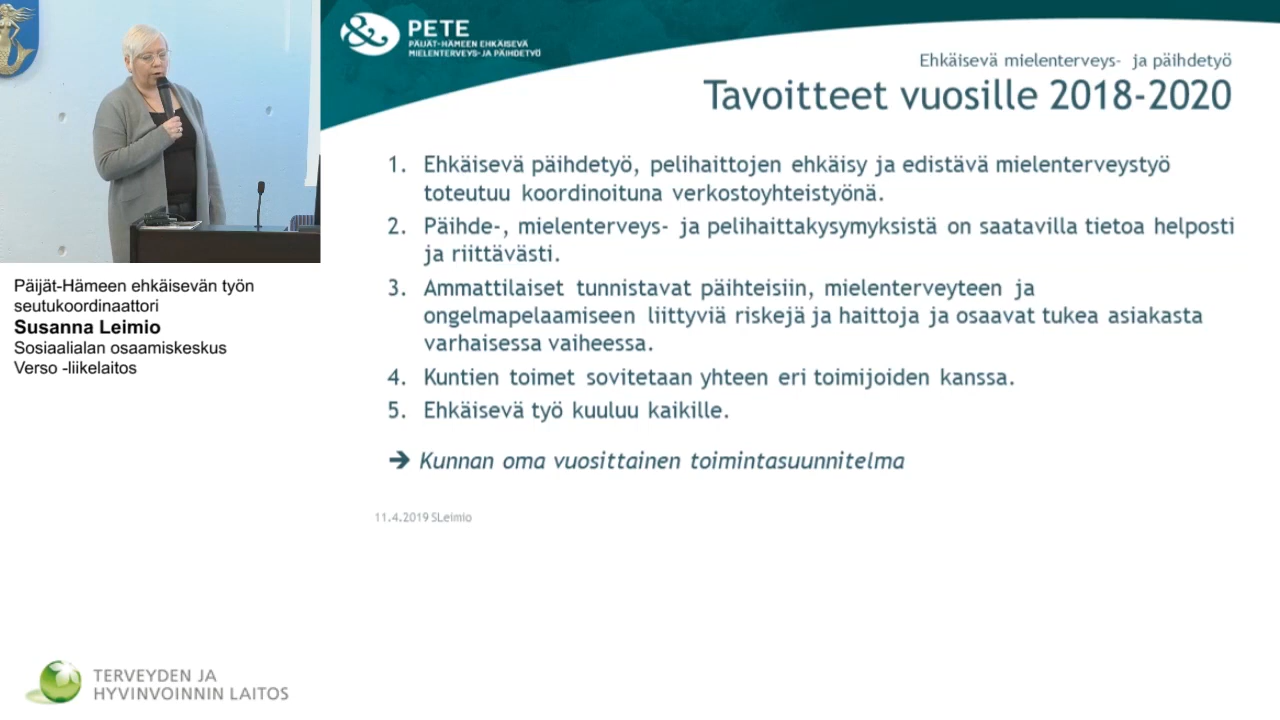 PETE
PÄIJÄT-HÄMEEN EHKÄISEVÄ
MIELENTERVEYS-JA PÄIHDETYÖ
Ehkäisevä mielenterveys- ja päihdetyö
Tavoitteet vuosille 2018-2020
1. Ehkäisevä päihdetyö, pelihaittojen ehkäisy ja edistävä mielenterveystyö
toteutuu koordinoituna verkostoyhteistyönä.
2. Päihde-, mielenterveys- ja pelihaittakysymyksistä on saatavilla tietoa helposti
ja riittävästi.
3. Ammattilaiset tunnistavat päihteisiin, mielenterveyteen ja
ongelmapelaamiseen liittyviä riskejä ja haittoja ja osaavat tukea asiakasta
varhaisessa vaiheessa.
4. Kuntien toimet sovitetaan yhteen eri toimijoiden kanssa.
5. Ehkäisevä työ kuuluu kaikille.
➔ Kunnan oma vuosittainen toimintasuunnitelma
11.4.2019 SLeimio
Päijät-Hämeen ehkäisevän työn
seutukoordinaattori
Susanna Leimio
Sosiaalialan osaamiskeskus
Verso -liikelaitos
TERVEYDEN JA
HYVINVOINNIN LAITOS